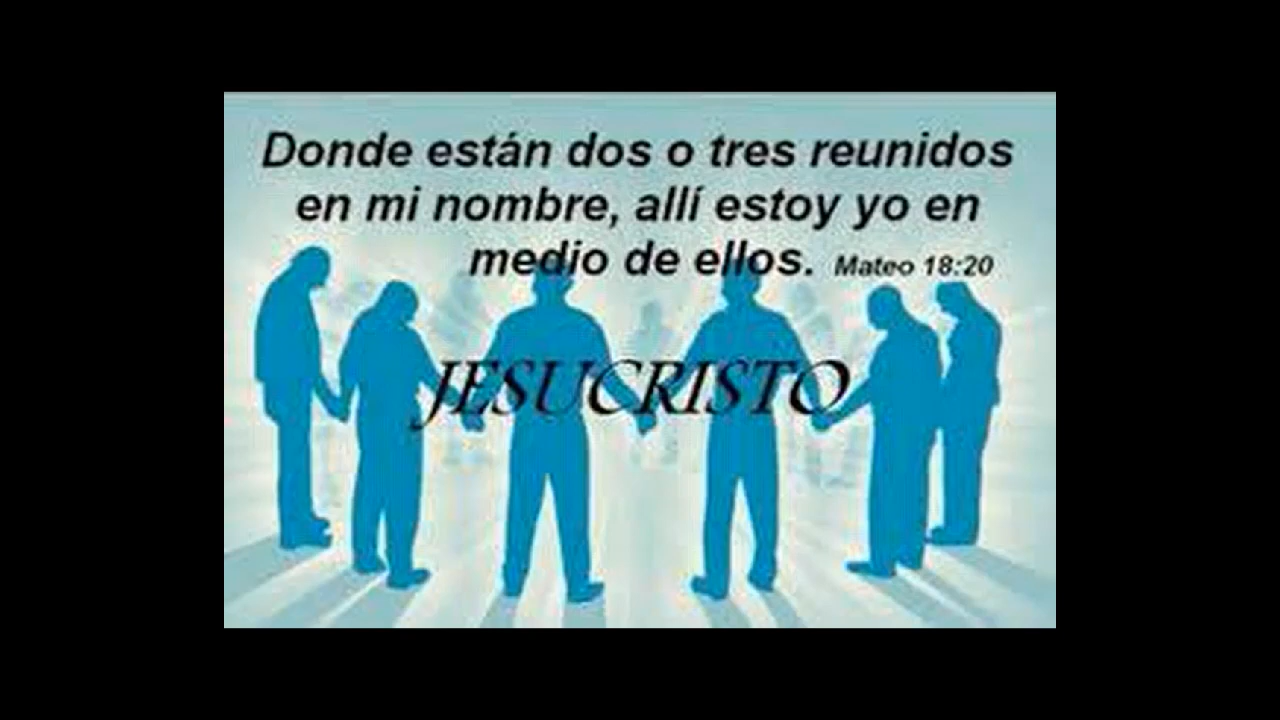 Donde están dos o tres reunidos
en mi nombre, allí estoy yo en
medio de ellos. Mateo 18:20
JESUCRISTO